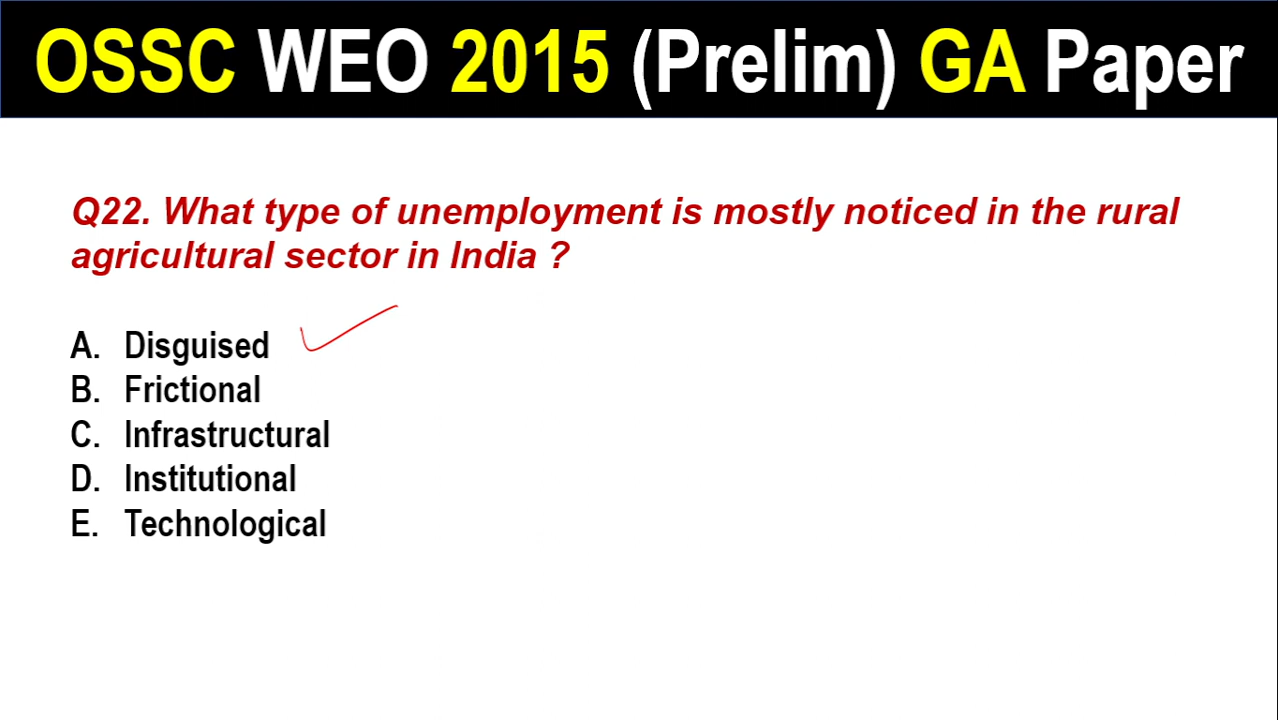 OSSC WEO 2015 (Prelim) GA Paper
Q22. What type of unemployment is mostly noticed in the rural
agricultural sector in India ?
A. Disguised
B. Frictional
C. Infrastructural
D. Institutional
E. Technological